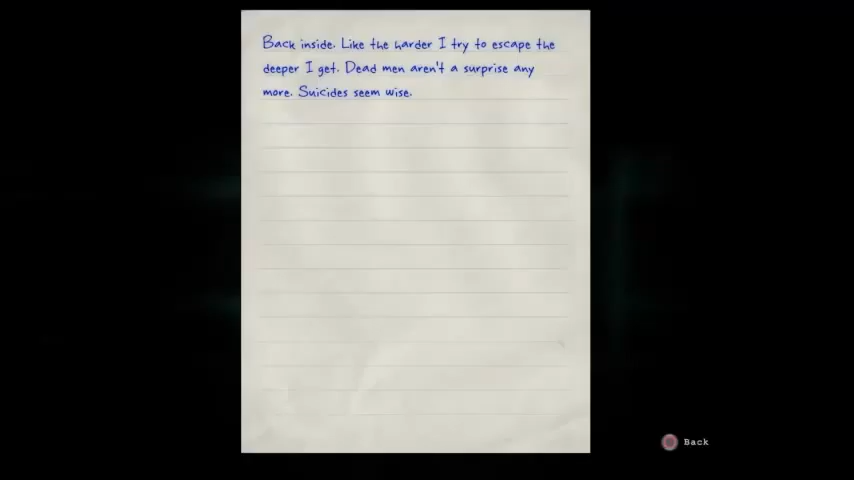 Back inside. Like the harder I try to escape the
deeper I get. Dead men aren't a surprise any
more. Suicides seem wise.
Back